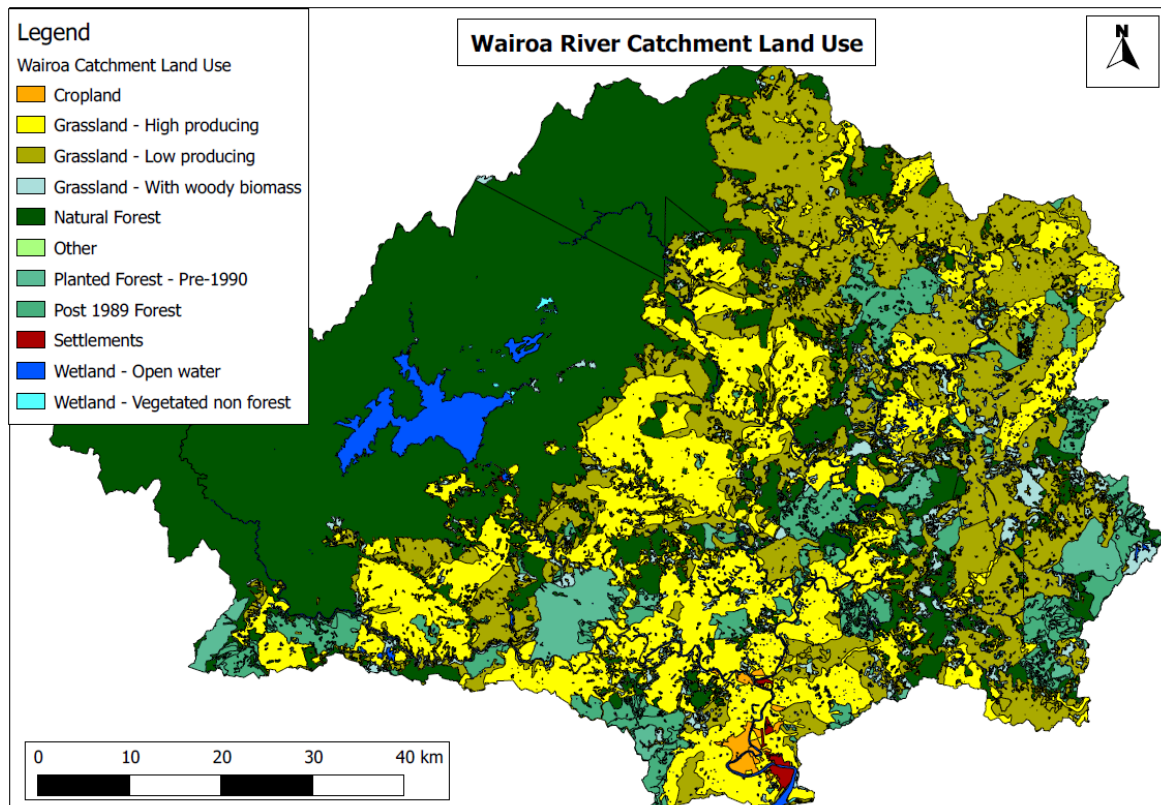 Legend
Wairoa Catchment Land Use
Cropland
Grassland - High producing
Grassland - Low producing
Grassland - With woody biomass
Natural Forest
Other
Planted Forest - Pre-1990
Post 1989 Forest
Settlements
Wetland - Open water
Wetland - Vegetated non forest
Wairoa River Catchment Land Use
N
0 10 20 30 40 km